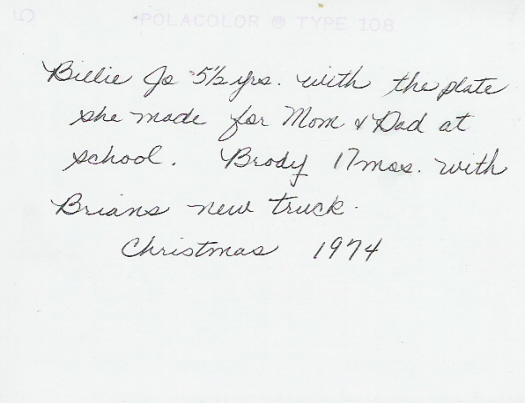 POLACOLOR ® TYPE 108
Billie Jo 5½ yrs. with the plate
she made for Mom & Dad at
school. Brody 17 mos. with
Brians new truck.
Christmas 1974